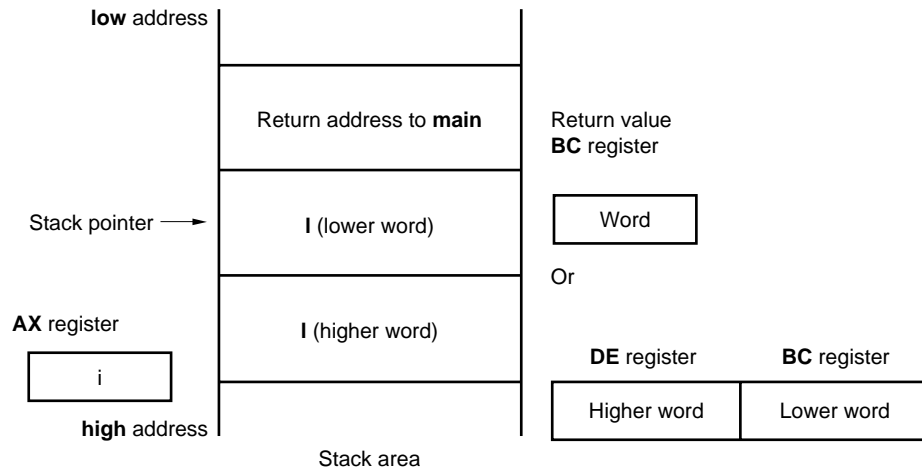 low address
Return address to main
Return value
BC register
Stack pointer
l (lower word)
Word
Or
AX register
l (higher word)
i
DE register
BC register
Higher word
Lower word
high address
Stack area